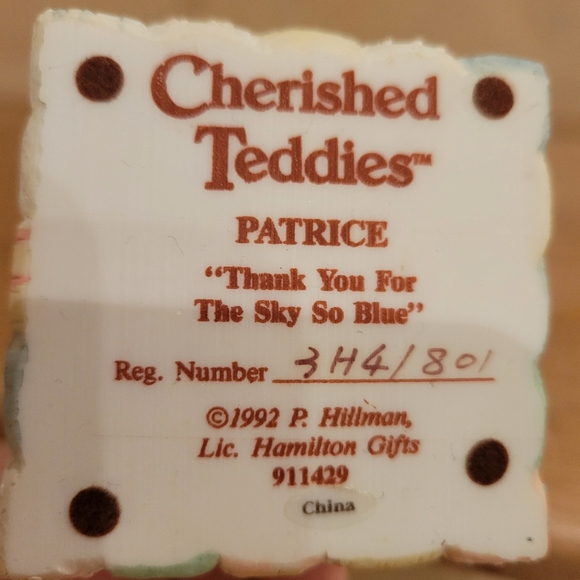 Cherished
Teddies™
PATRICE
“Thank You For
The Sky So Blue”
Reg. Number 3H4/801
©1992 P. Hillman,
Lic. Hamilton Gifts
911429
China